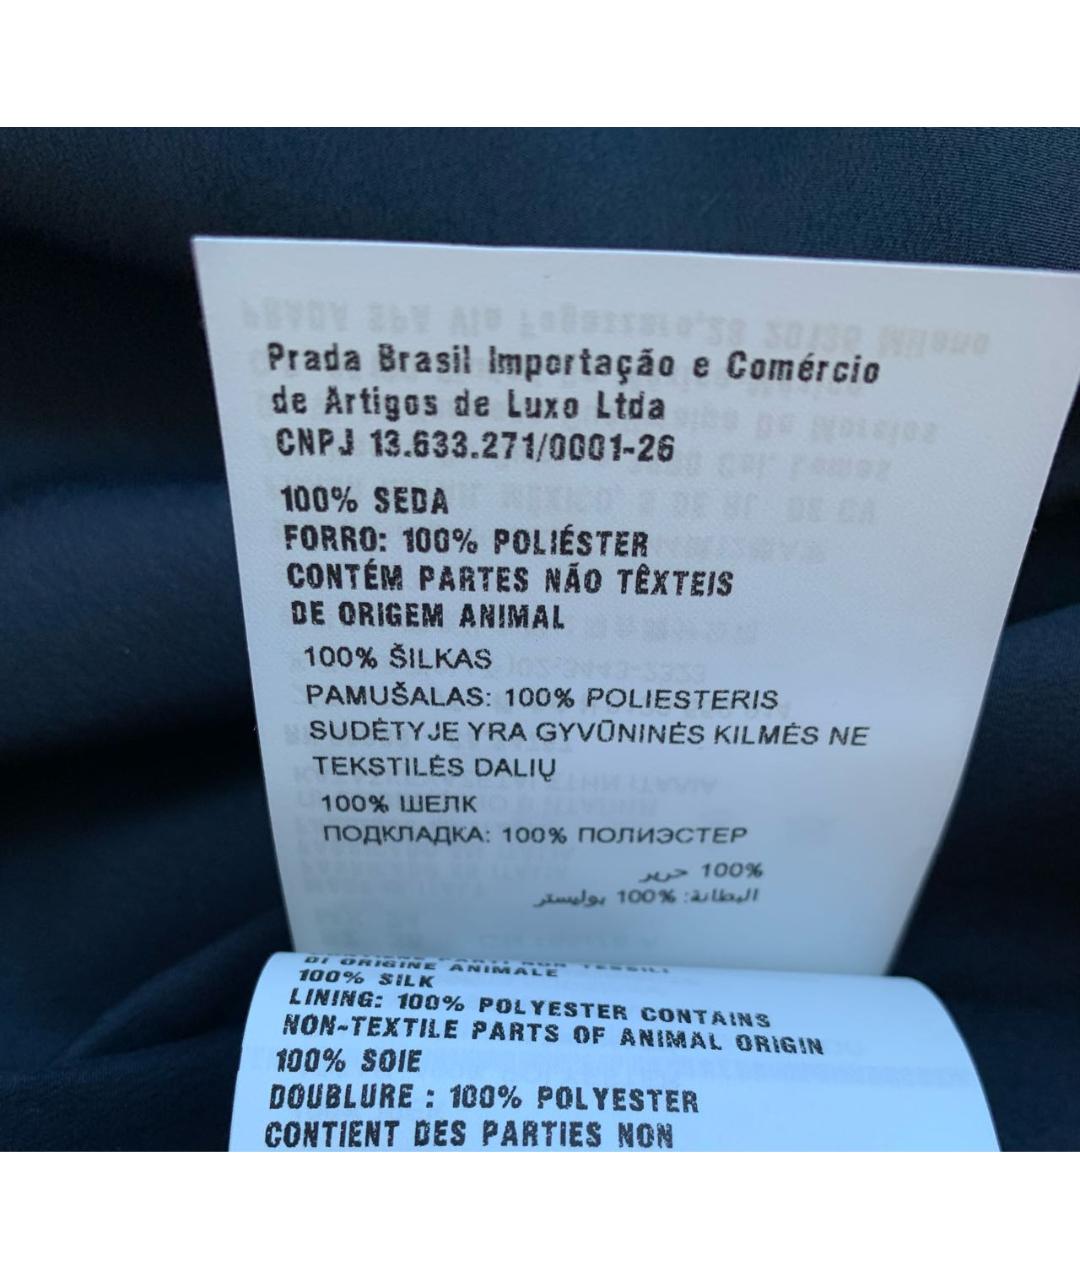 Prada Brasil Importação e Comércio
de Artigos de Luxo Ltda
CNPJ 13.633.271/0001-26
100% SEDA
FORRO: 100% POLIÉSTER
CONTÉM PARTES NÃO TÊXTEIS
DE ORIGEM ANIMAL
100% ŠILKAS
PAMUŠALAS: 100% POLIESTERIS
SUDĖTYJE YRA GYVŪNINĖS KILMĖS NE
TEKSTILĖS DALIŲ
100% ШЕЛК
ПОДКЛАДКА: 100% ПОЛИЭСТЕР
100% حرير
البطانة: 100% بوليستر
DI ORIGINE ANIMALE
100% SILK
LINING: 100% POLYESTER CONTAINS
NON-TEXTILE PARTS OF ANIMAL ORIGIN
100% SOIE
DOUBLURE : 100% POLYESTER
CONTIENT DES PARTIES NON